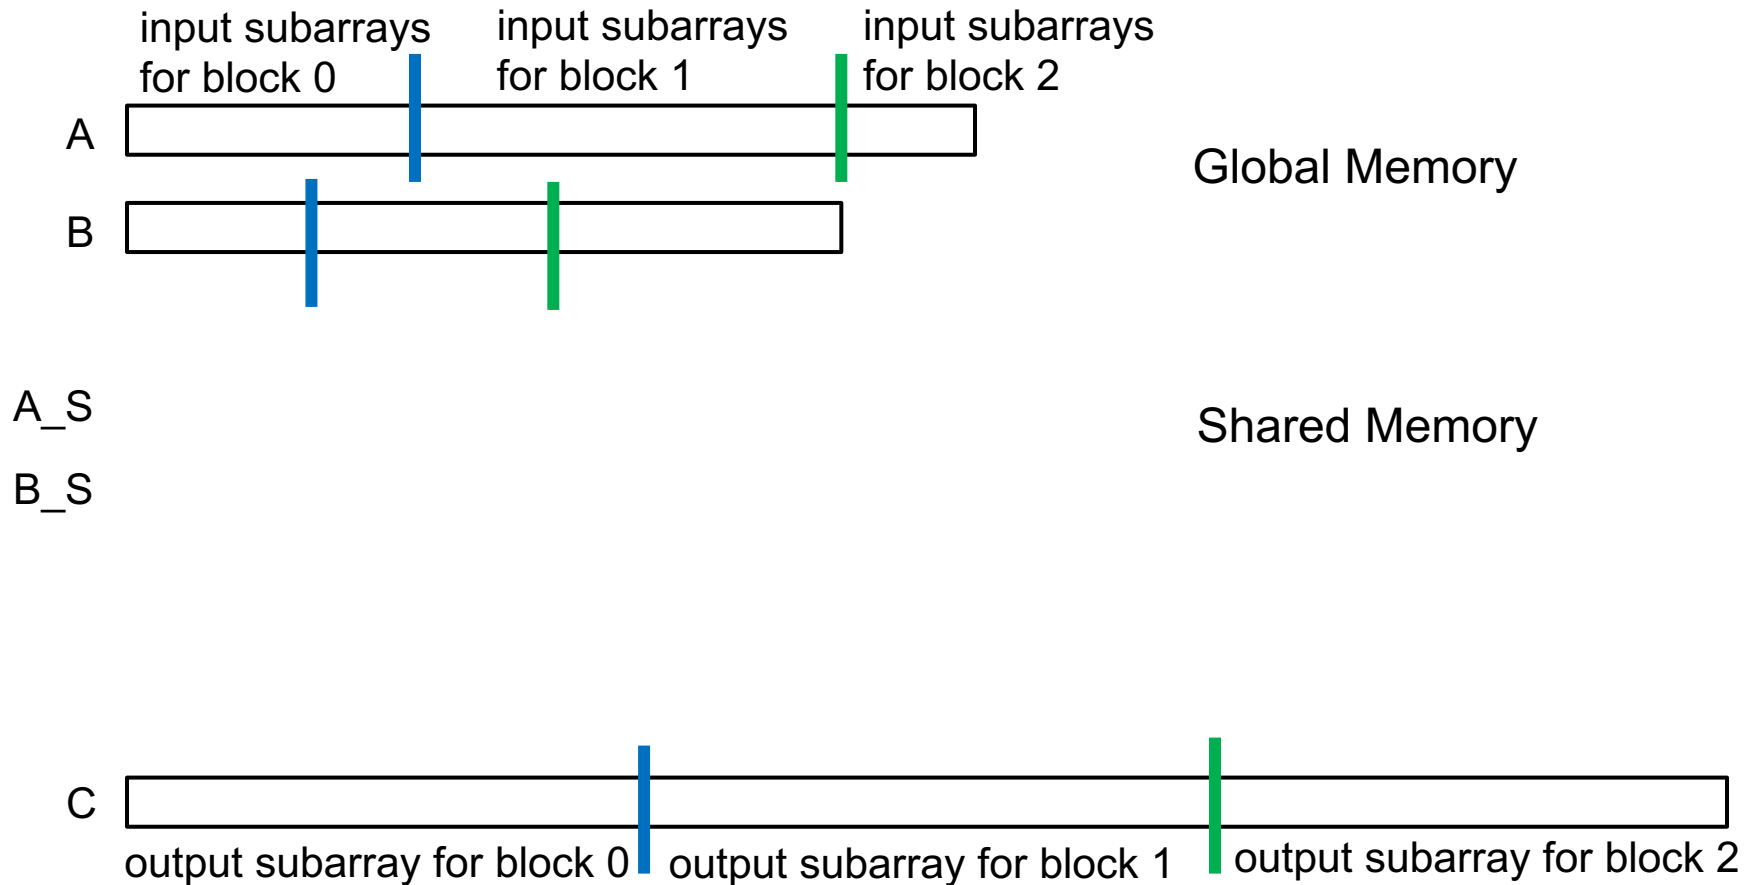 input subarrays
for block 0
input subarrays
for block 1
input subarrays
for block 2
A
Global Memory
B
A_S
Shared Memory
B_S
C
output subarray for block 0
output subarray for block 1
output subarray for block 2